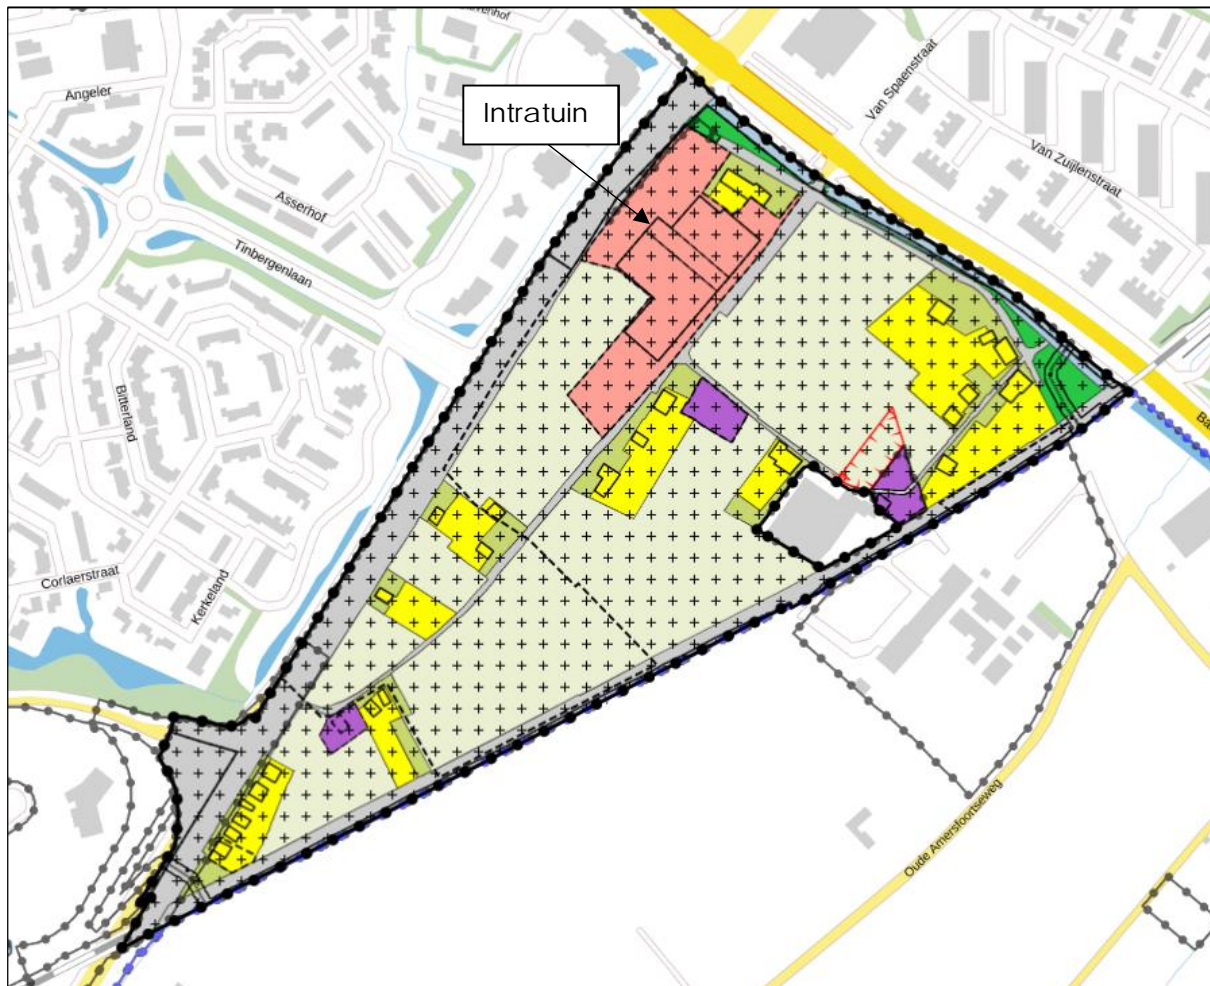 Angeler
Van Spaenstraat
Intratuin
Van Zuijlenstraat
Asserhof
Tinbergenlaan
Bitterland
Corlaerstraat
Kerkeland
Oude Amersfoortseweg